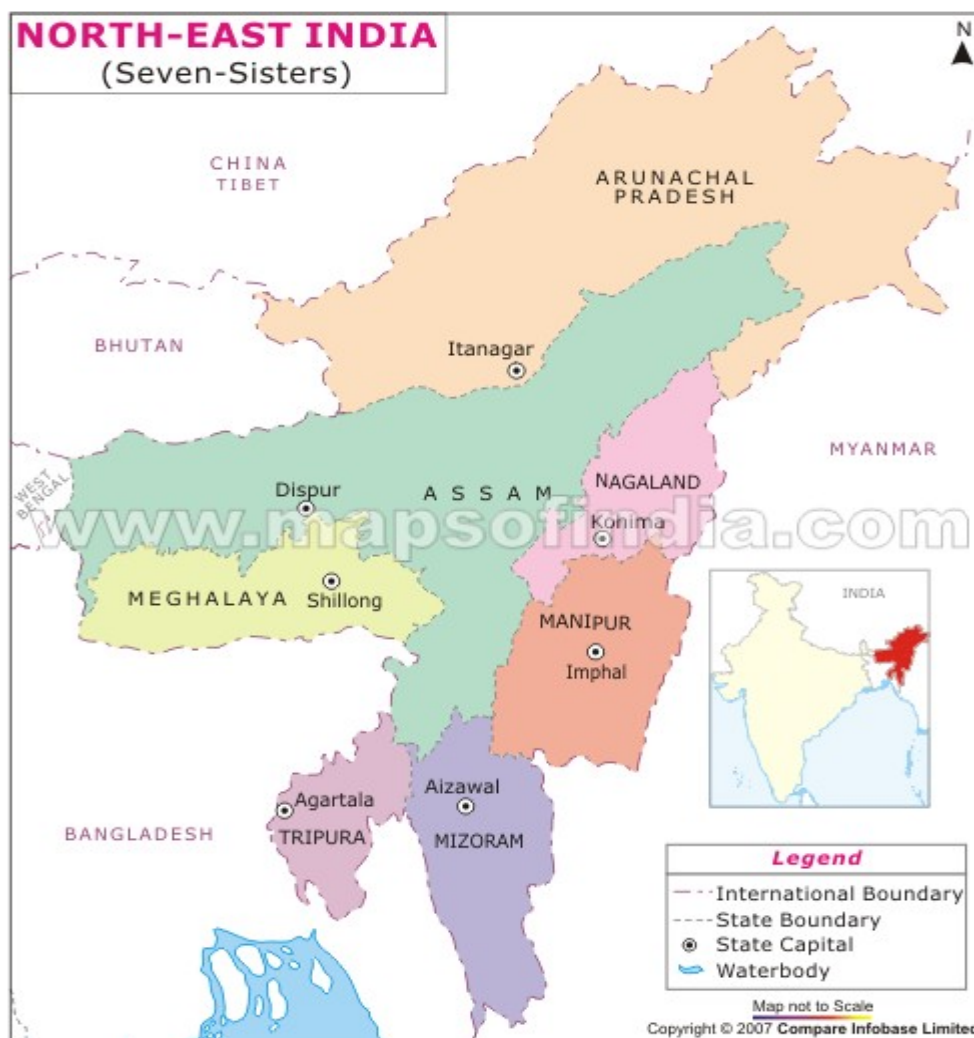 NORTH-EAST INDIA
(Seven-Sisters)
N
CHINA
TIBET
ARUNACHAL
PRADESH
BHUTAN
Itanagar
MYANMAR
WEST
BENGAL
NAGALAND
Dispur
ASSAM
www.mapsofindia.com
Kohima
MEGHALAYA
Shillong
INDIA
MANIPUR
Imphal
Aizawal
Agartala
BANGLADESH
TRIPURA
MIZORAM
Legend
International Boundary
State Boundary
State Capital
Waterbody
Map not to Scale
Copyright © 2007 Compare Infobase Limited